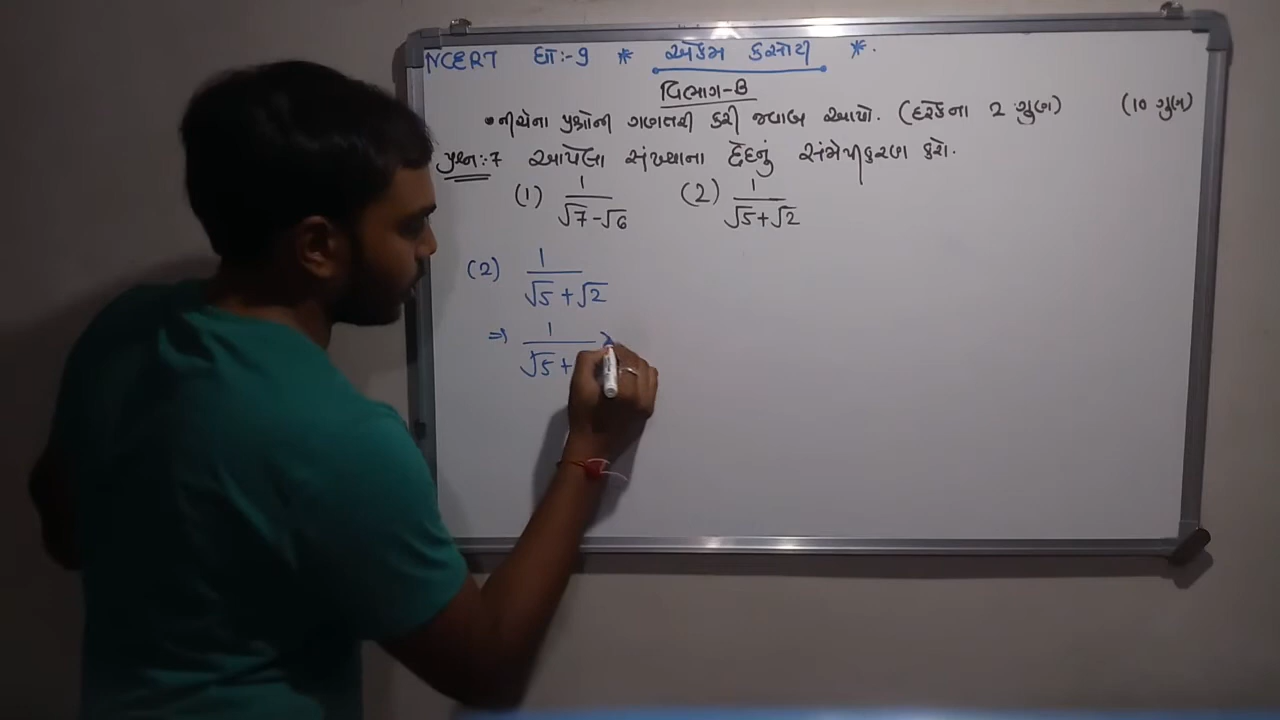 NCERT ધો:-9 * એકમ કસોટી *.
વિભાગ-B
•નીચેના પ્રશ્નોની ગણતરી કરી જવાબ આપો. (દરેકના 2 ગુણ) (10 ગુણ)
પ્રશ્ન:-7 આપેલા સંખ્યાના છેદનું સંમેયીકરણ કરો.
(1) 1/(√7-√6) (2) 1/(√5+√2)
(2) 1/(√5+√2)
⇒ 1/(√5+